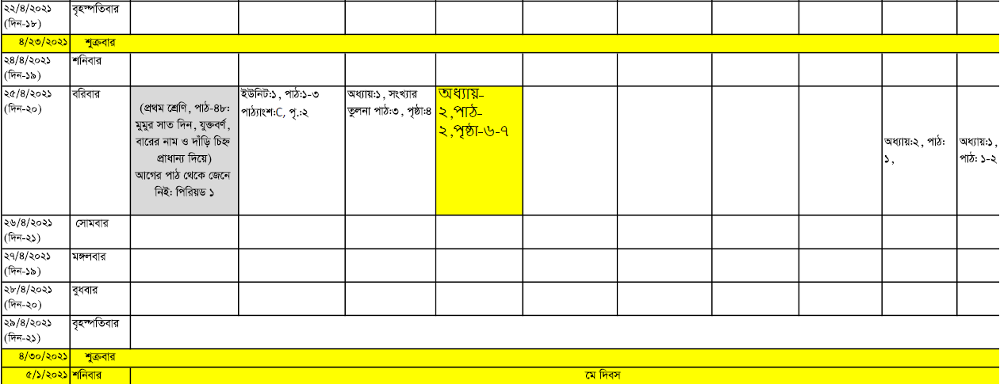 ২২/৪/২০২১ বৃহস্পতিবার
(দিন-১৮)
৪/২৩/২০২১ শুক্রবার
২৪/৪/২০২১ শনিবার
(দিন-১৯)
২৫/৪/২০২১ বরিবার
(দিন-২০)
(প্রথম শ্রেণি, পাঠ-৪৮:
মুমুর সাত দিন, যুক্তবর্ণ,
বারের নাম ও দাঁড়ি চিহ্ন
প্রাধান্য দিয়ে)
আগের পাঠ থেকে জেনে
নিই: পিরিয়ড ১
ইউনিট:১, পাঠ:১-৩
পাঠ্যাংশ:C, পৃ.:২
অধ্যায়:১, সংখ্যার
তুলনা পাঠ:৩, পৃষ্ঠা:৪
অধ্যায়-
২,পাঠ-
২,পৃষ্ঠা-৬-৭
অধ্যায়:২, পাঠ:
১,
অধ্যায়:১,
পাঠ: ১-২
২৬/৪/২০২১ সোমবার
(দিন-২১)
২৭/৪/২০২১ মঙ্গলবার
(দিন-১৯)
২৮/৪/২০২১ বুধবার
(দিন-২০)
২৯/৪/২০২১ বৃহস্পতিবার
(দিন-২১)
৪/৩০/২০২১ শুক্রবার
৫/১/২০২১ শনিবার মে দিবস